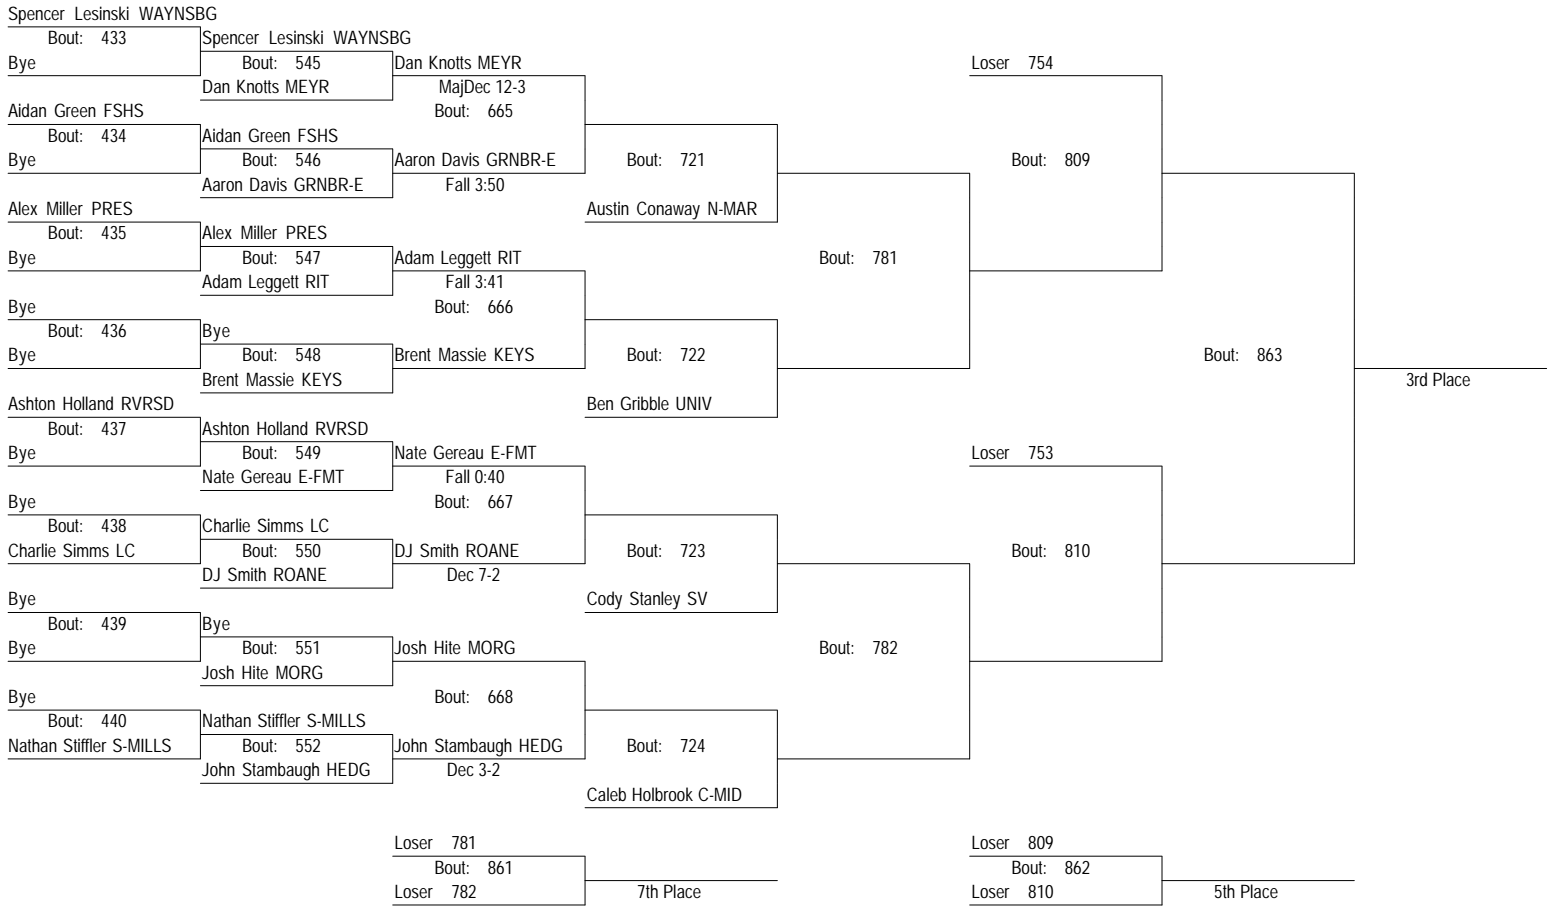 Spencer Lesinski WAYNSBG
Bout: 433
Spencer Lesinski WAYNSBG
Bye
Bout: 545
Dan Knotts MEYR
Loser 754
Dan Knotts MEYR
MajDec 12-3
Aidan Green FSHS
Bout: 665
Bout: 434
Aidan Green FSHS
Bye
Bout: 546
Aaron Davis GRNBR-E
Bout: 721
Bout: 809
Aaron Davis GRNBR-E
Fall 3:50
Alex Miller PRES
Austin Conaway N-MAR
Bout: 435
Alex Miller PRES
Bye
Bout: 547
Adam Leggett RIT
Bout: 781
Adam Leggett RIT
Fall 3:41
Bye
Bout: 666
Bout: 436
Bye
Bye
Bout: 548
Brent Massie KEYS
Bout: 722
Bout: 863
Brent Massie KEYS
3rd Place
Ashton Holland RVRSD
Ben Gribble UNIV
Bout: 437
Ashton Holland RVRSD
Bye
Bout: 549
Nate Gereau E-FMT
Loser 753
Nate Gereau E-FMT
Fall 0:40
Bye
Bout: 667
Bout: 438
Charlie Simms LC
Charlie Simms LC
Bout: 550
DJ Smith ROANE
Bout: 723
Bout: 810
DJ Smith ROANE
Dec 7-2
Bye
Cody Stanley SV
Bout: 439
Bye
Bye
Bout: 551
Josh Hite MORG
Bout: 782
Josh Hite MORG
Bye
Bout: 668
Bout: 440
Nathan Stiffler S-MILLS
Nathan Stiffler S-MILLS
Bout: 552
John Stambaugh HEDG
Bout: 724
John Stambaugh HEDG
Dec 3-2
Caleb Holbrook C-MID
Loser 781
Loser 809
Bout: 861
Bout: 862
Loser 782
7th Place
Loser 810
5th Place